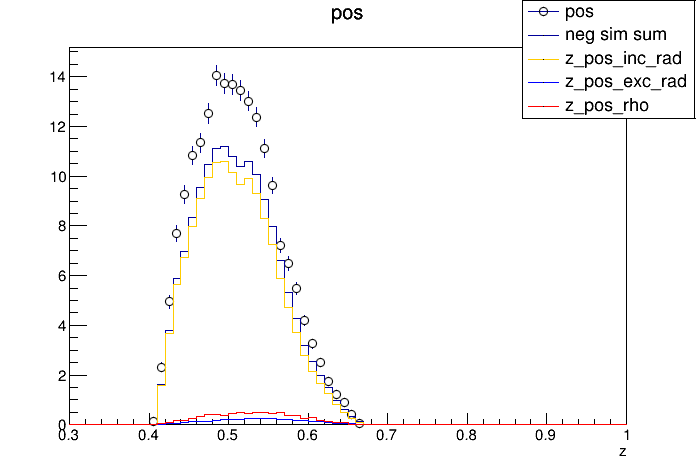 pos
pos
neg sim sum
z_pos_inc_rad
z_pos_exc_rad
z_pos_rho
14
12
10
8
6
4
2
0
0.3 0.4 0.5 0.6 0.7 0.8 0.9 1
z